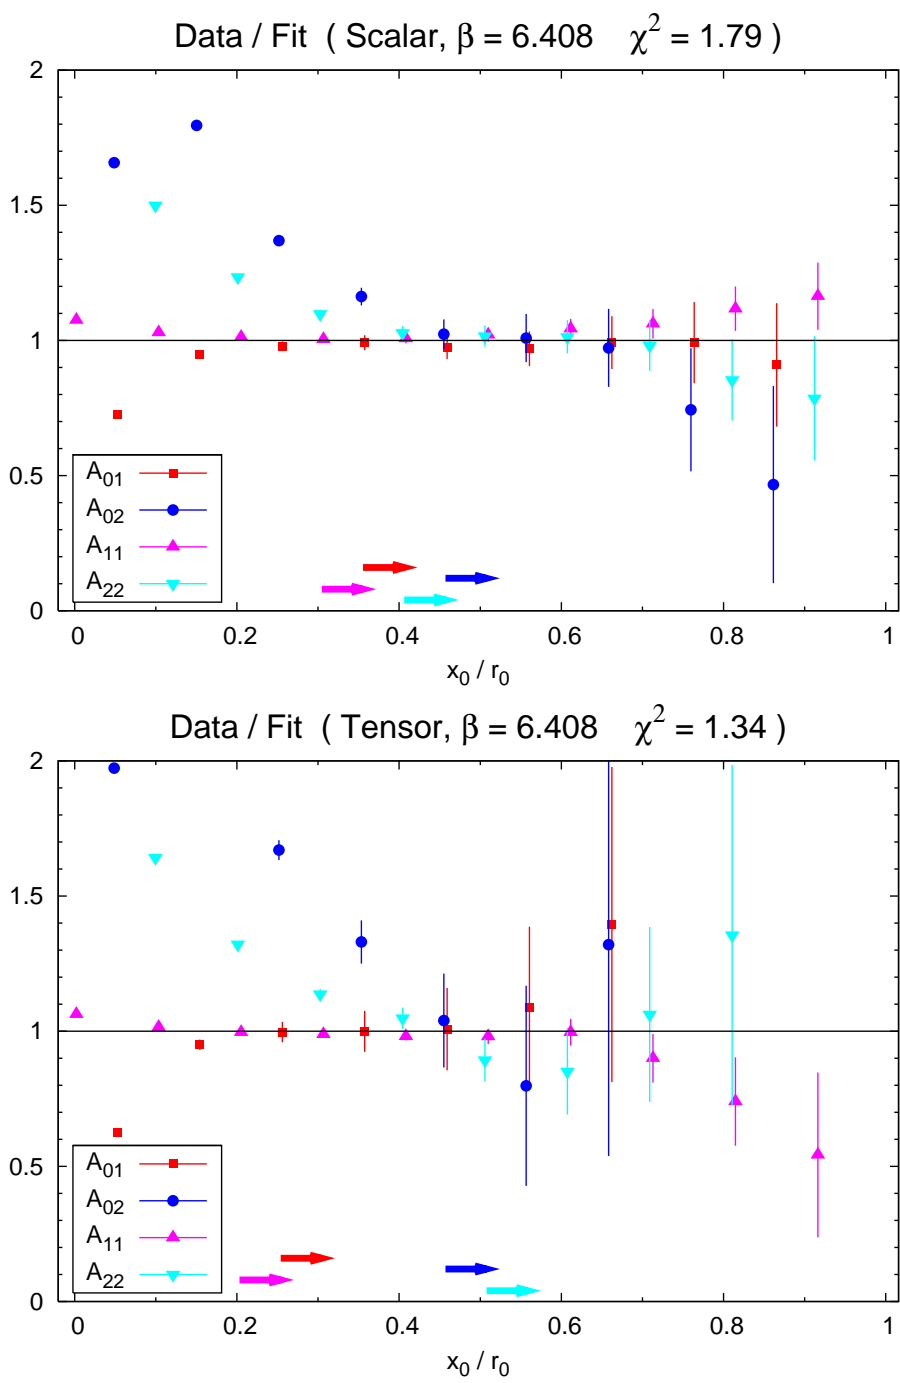 Data / Fit ( Scalar, β = 6.408 χ² = 1.79 )
2
1.5
1
0.5
0
A₀₁
A₀₂
A₁₁
A₂₂
0 0.2 0.4 0.6 0.8 1
x₀ / r₀
Data / Fit ( Tensor, β = 6.408 χ² = 1.34 )
2
1.5
1
0.5
0
A₀₁
A₀₂
A₁₁
A₂₂
0 0.2 0.4 0.6 0.8 1
x₀ / r₀